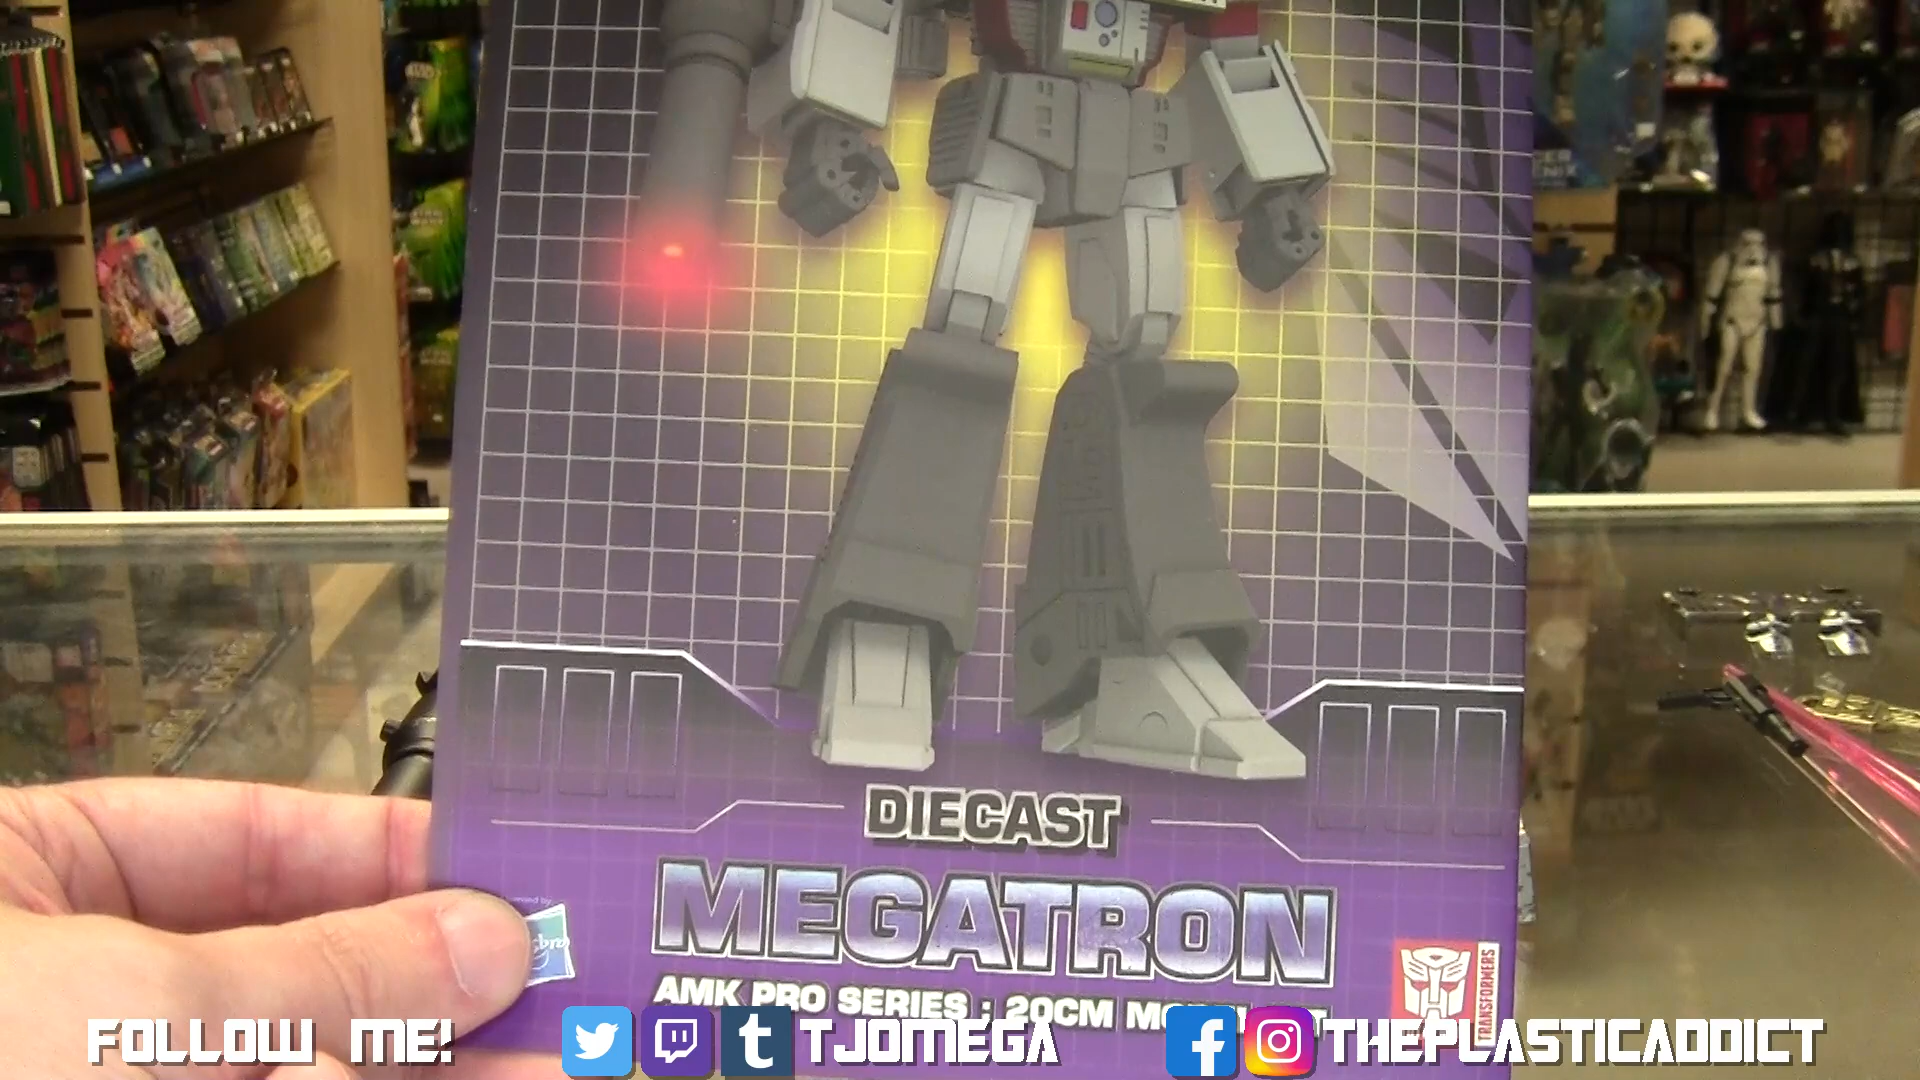 DIECAST
MEGATRON
AMK PRO SERIES : 20CM
TRANSFORMERS
FOLLOW ME!
TJOMEGA
THEPLASTICADDICT